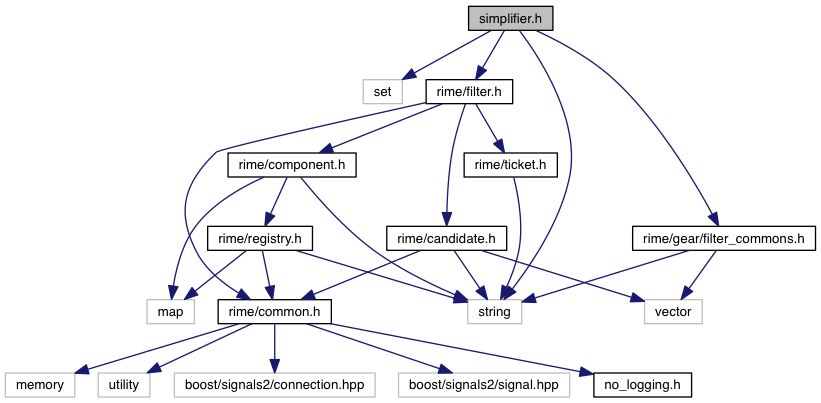 simplifier.h
set
rime/filter.h
rime/component.h
rime/ticket.h
rime/registry.h
rime/candidate.h
rime/gear/filter_commons.h
map
rime/common.h
string
vector
memory
utility
boost/signals2/connection.hpp
boost/signals2/signal.hpp
no_logging.h